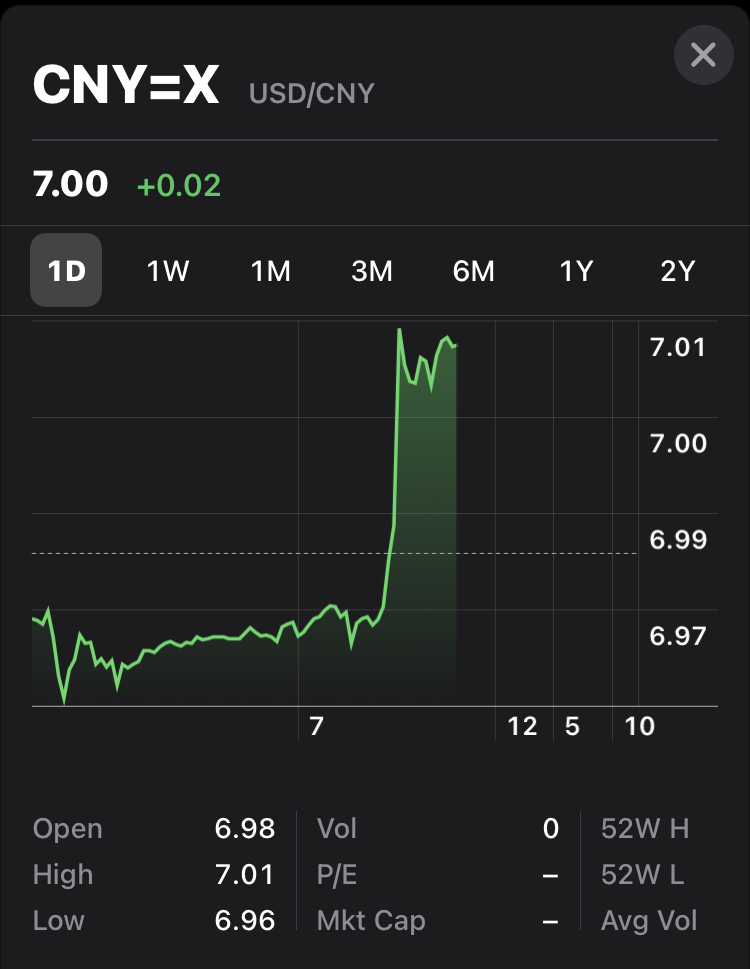 CNY=X USD/CNY
7.00 +0.02
1D 1W 1M 3M 6M 1Y 2Y
7.01
7.00
6.99
6.97
7 12 5 10
Open 6.98 Vol 0 52W H
High 7.01 P/E – 52W L
Low 6.96 Mkt Cap – Avg Vol